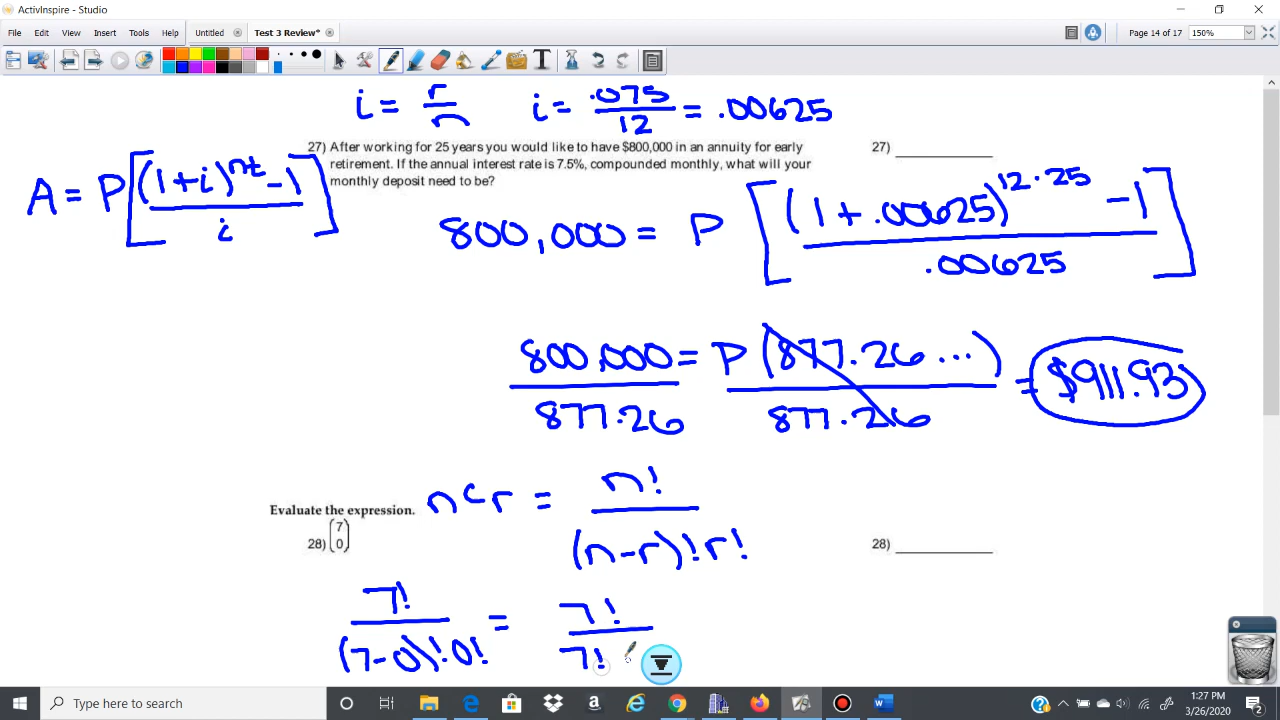 ActivInspire - Studio
File Edit View Insert Tools Help Untitled Test 3 Review* Page 14 of 17 150%
i = r/n i = .075/12 = .00625
27) After working for 25 years you would like to have $800,000 in an annuity for early
retirement. If the annual interest rate is 7.5%, compounded monthly, what will your
monthly deposit need to be?
27) ____________
A = P[((1+i)^nt - 1)/i]
800,000 = P [((1+.00625)^12·25 - 1)/.00625]
800,000/877.26 = P(877.26...)/877.26 = $911.93
Evaluate the expression. nCr = n!/((n-r)!r!)
28) (7 0) 28) ____________
7!/((7-0)!0!) = 7!/7!
Type here to search
1:27 PM
3/26/2020
2